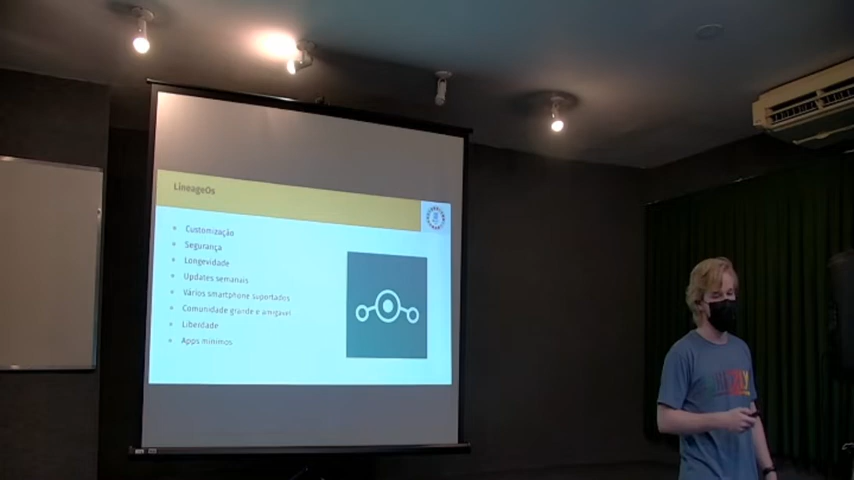 LineageOs
Customização
Segurança
Longevidade
Updates semanais
Vários smartphone suportados
Comunidade grande e amigável
Liberdade
Apps mínimos